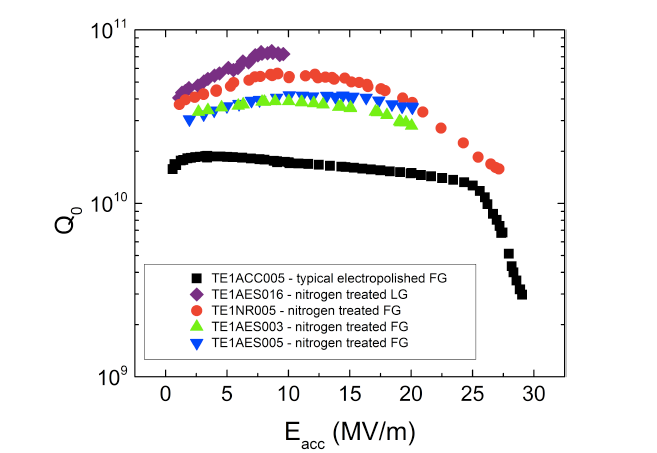 10¹¹
10¹⁰
10⁹
Q₀
TE1ACC005 - typical electropolished FG
TE1AES016 - nitrogen treated LG
TE1NR005 - nitrogen treated FG
TE1AES003 - nitrogen treated FG
TE1AES005 - nitrogen treated FG
0 5 10 15 20 25 30
E_acc (MV/m)